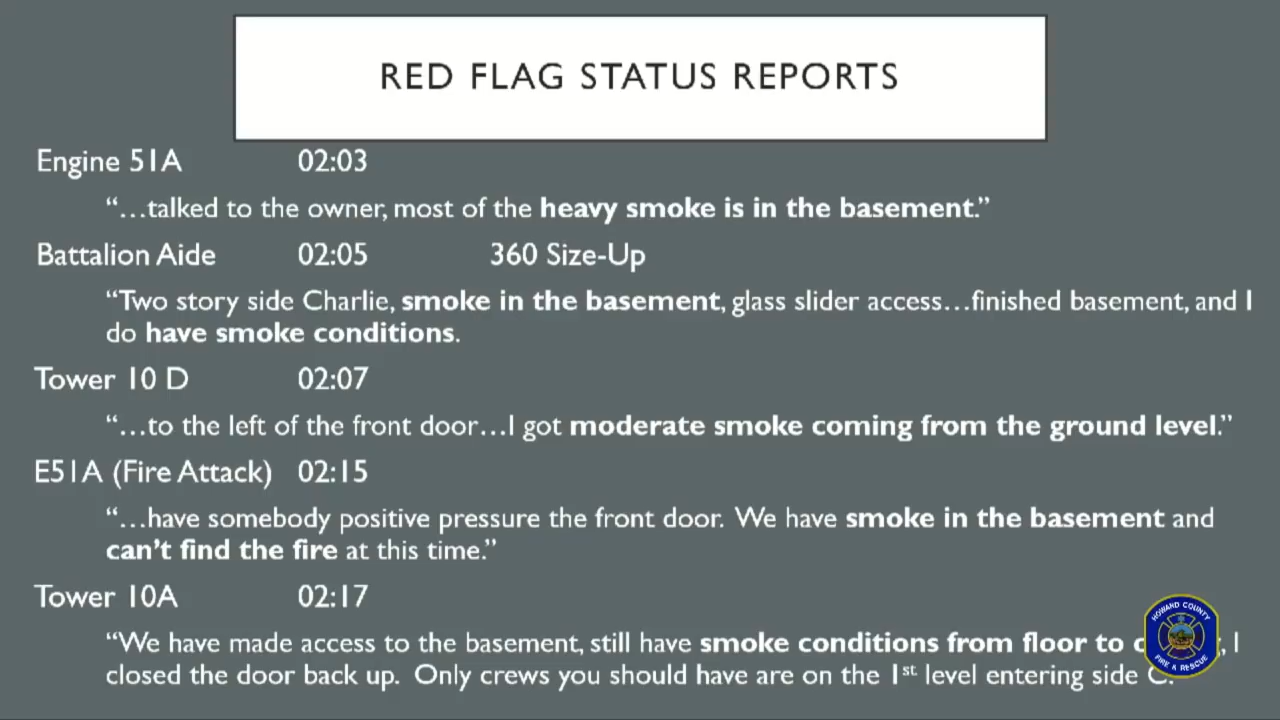 RED FLAG STATUS REPORTS
Engine 51A 02:03
“…talked to the owner, most of the heavy smoke is in the basement.”
Battalion Aide 02:05 360 Size-Up
“Two story side Charlie, smoke in the basement, glass slider access…finished basement, and I
do have smoke conditions.
Tower 10 D 02:07
“…to the left of the front door…I got moderate smoke coming from the ground level.”
E51A (Fire Attack) 02:15
“…have somebody positive pressure the front door. We have smoke in the basement and
can’t find the fire at this time.”
Tower 10A 02:17
“We have made access to the basement, still have smoke conditions from floor to , I
closed the door back up. Only crews you should have are on the 1st level entering side C.
HOWARD COUNTY
FIRE & RESCUE